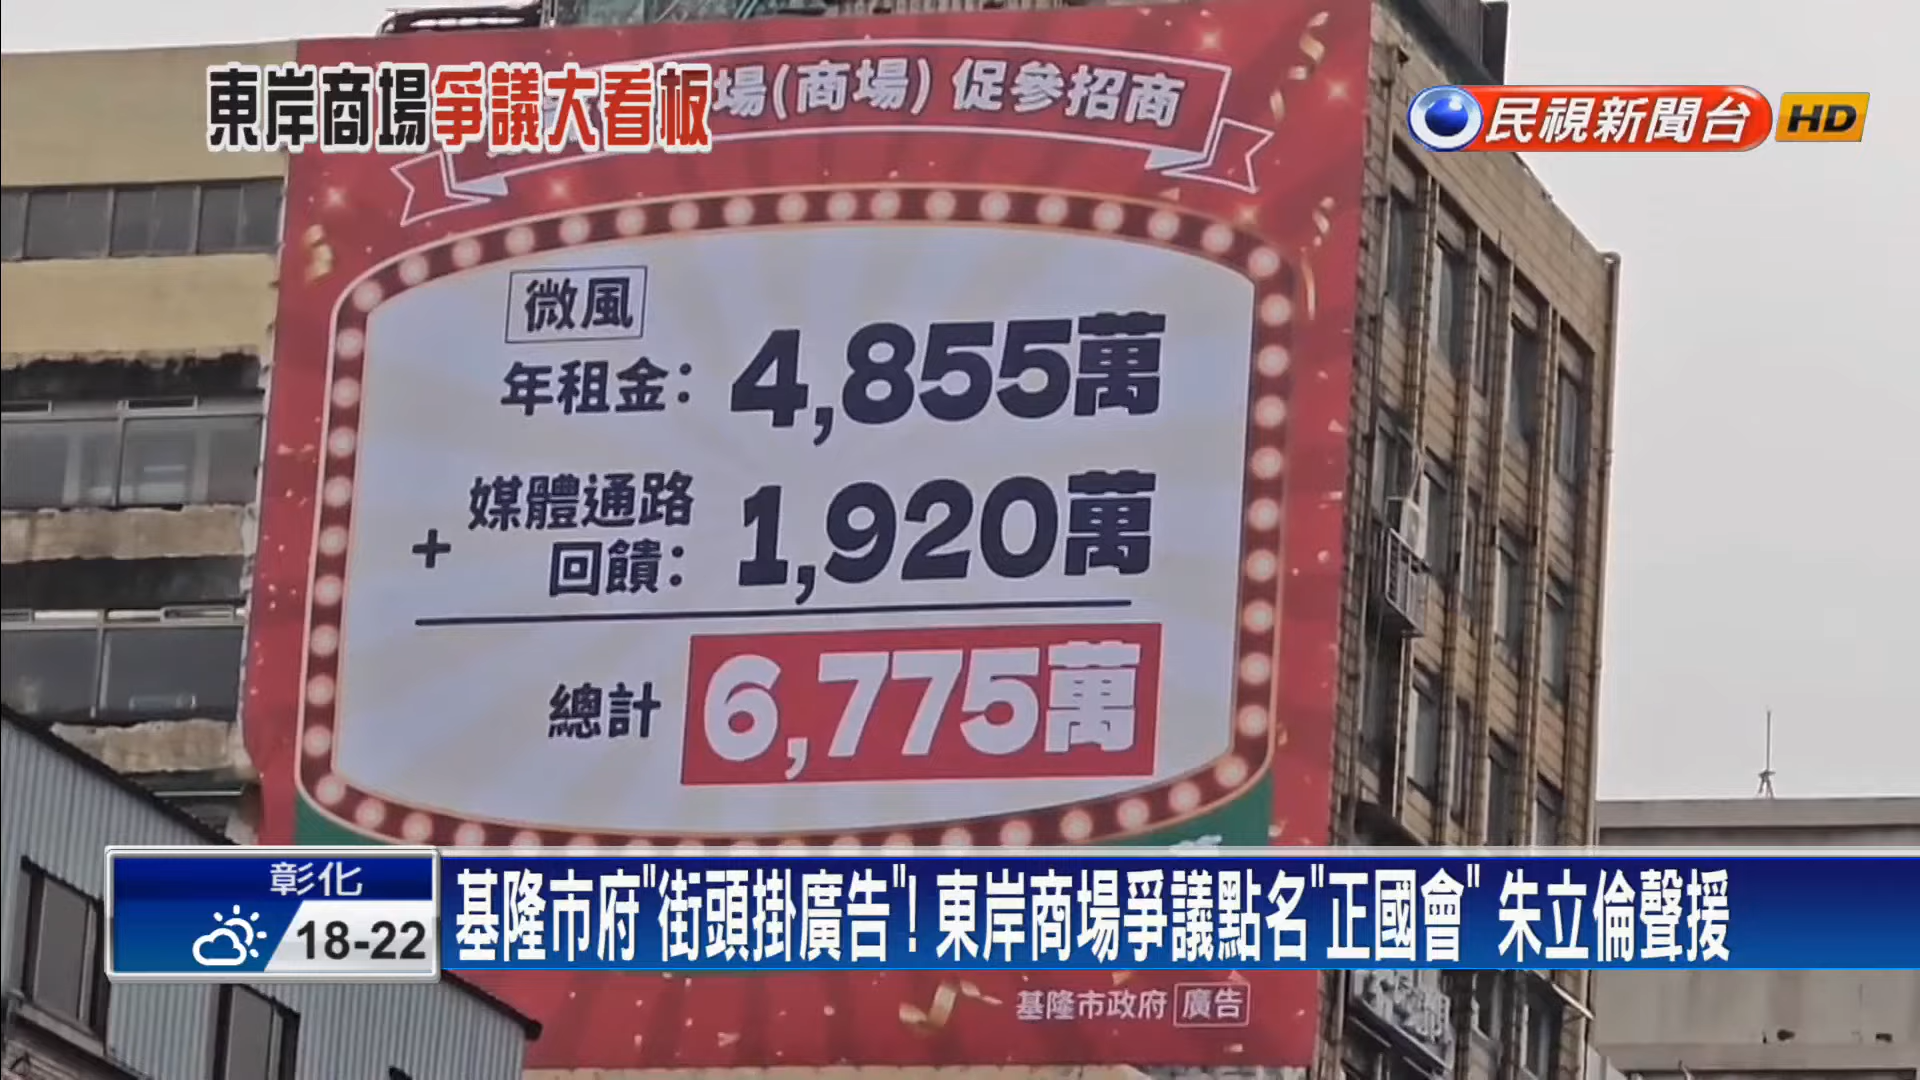 東岸商場爭議大看板
場(商場)促參招商
民視新聞台 HD
微風
年租金: 4,855萬
+ 媒體通路
回饋: 1,920萬
總計 6,775萬
彰化
18-22
基隆市府"街頭掛廣告"! 東岸商場爭議點名"正國會" 朱立倫聲援
基隆市政府 廣告